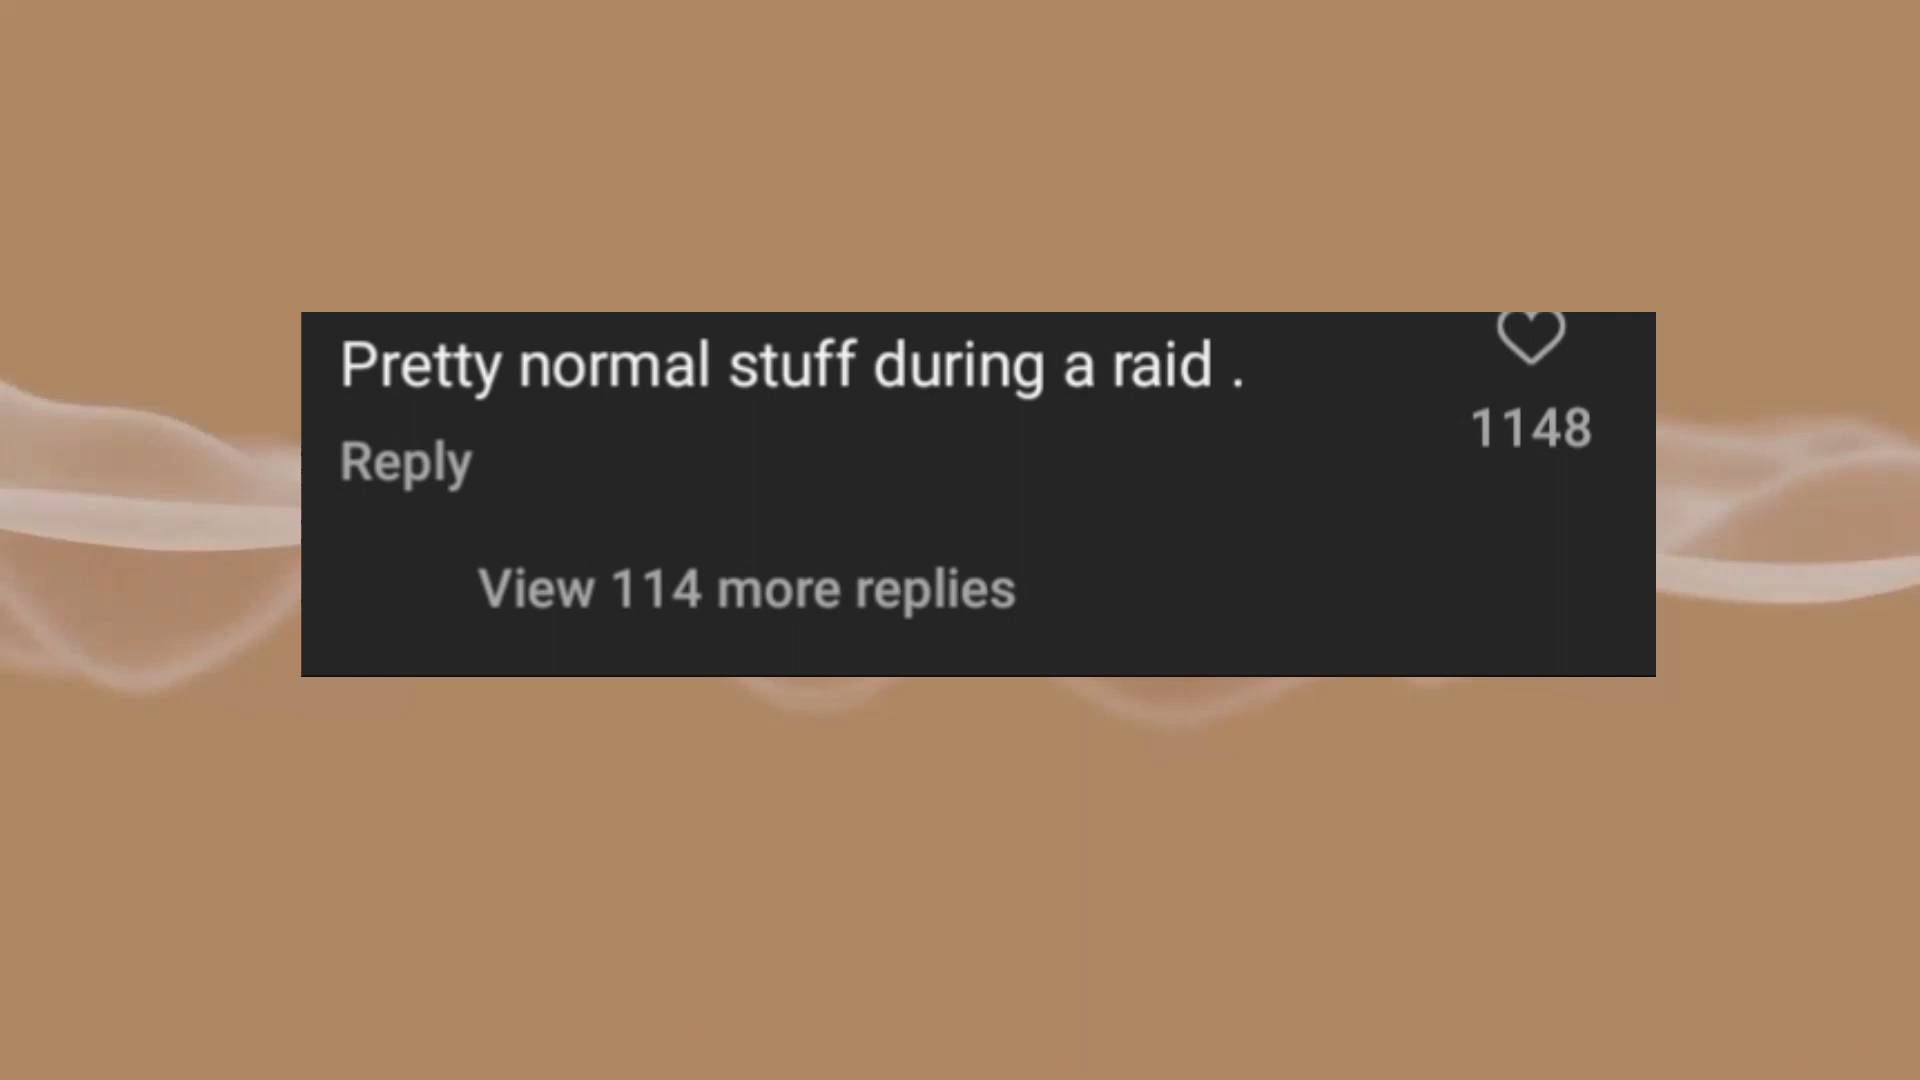 Pretty normal stuff during a raid .
1148
Reply
View 114 more replies